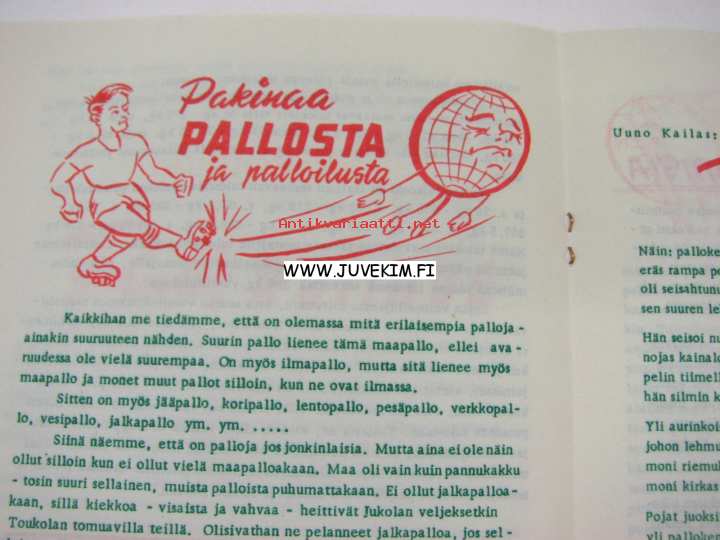 Pakinaa
PALLOSTA
ja palloilusta
Antikvariaatti.net
WWW.JUVEKIM.FI
Kaikkihan me tiedämme, että on olemassa mitä erilaisempia palloja -
ainakin suuruuteen nähden. Suurin pallo lienee tämä maapallo, ellei ava-
ruudessa ole vielä suurempaa. On myös ilmapallo, mutta sitä lienee myös
maapallo ja monet muut pallot silloin, kun ne ovat ilmassa.
Sitten on myös jääpallo, koripallo, lentopallo, pesäpallo, verkkopal-
lo, vesipallo, jalkapallo ym. ym. .....
Siinä näemme, että on palloja jos jonkinlaisia. Mutta aina ei ole näin
ollut silloin kun ei ollut vielä maapalloakaan. Maa oli vain kuin pannukakku
- tosin suuri sellainen, muista palloista puhumattakaan. Ei ollut jalkapalloa-
kaan, sillä kiekkoa - visaista ja vahvaa - heittivät Jukolan veljeksetkin
Toukolan tomuavilla teillä. Olisivathan ne pelanneet jalkapalloa, jos sel-
Uuno Kailas:
Näin: palloke
eräs rampa po
oli seisahtunu
sen suuren le
Hän seisoi nu
nojas kainalo
pelin tiimell
hän silmin k
Yli aurinkoi
johon lehmu
moni riemu
moni kirkas
Pojat juoksi
yli palloken